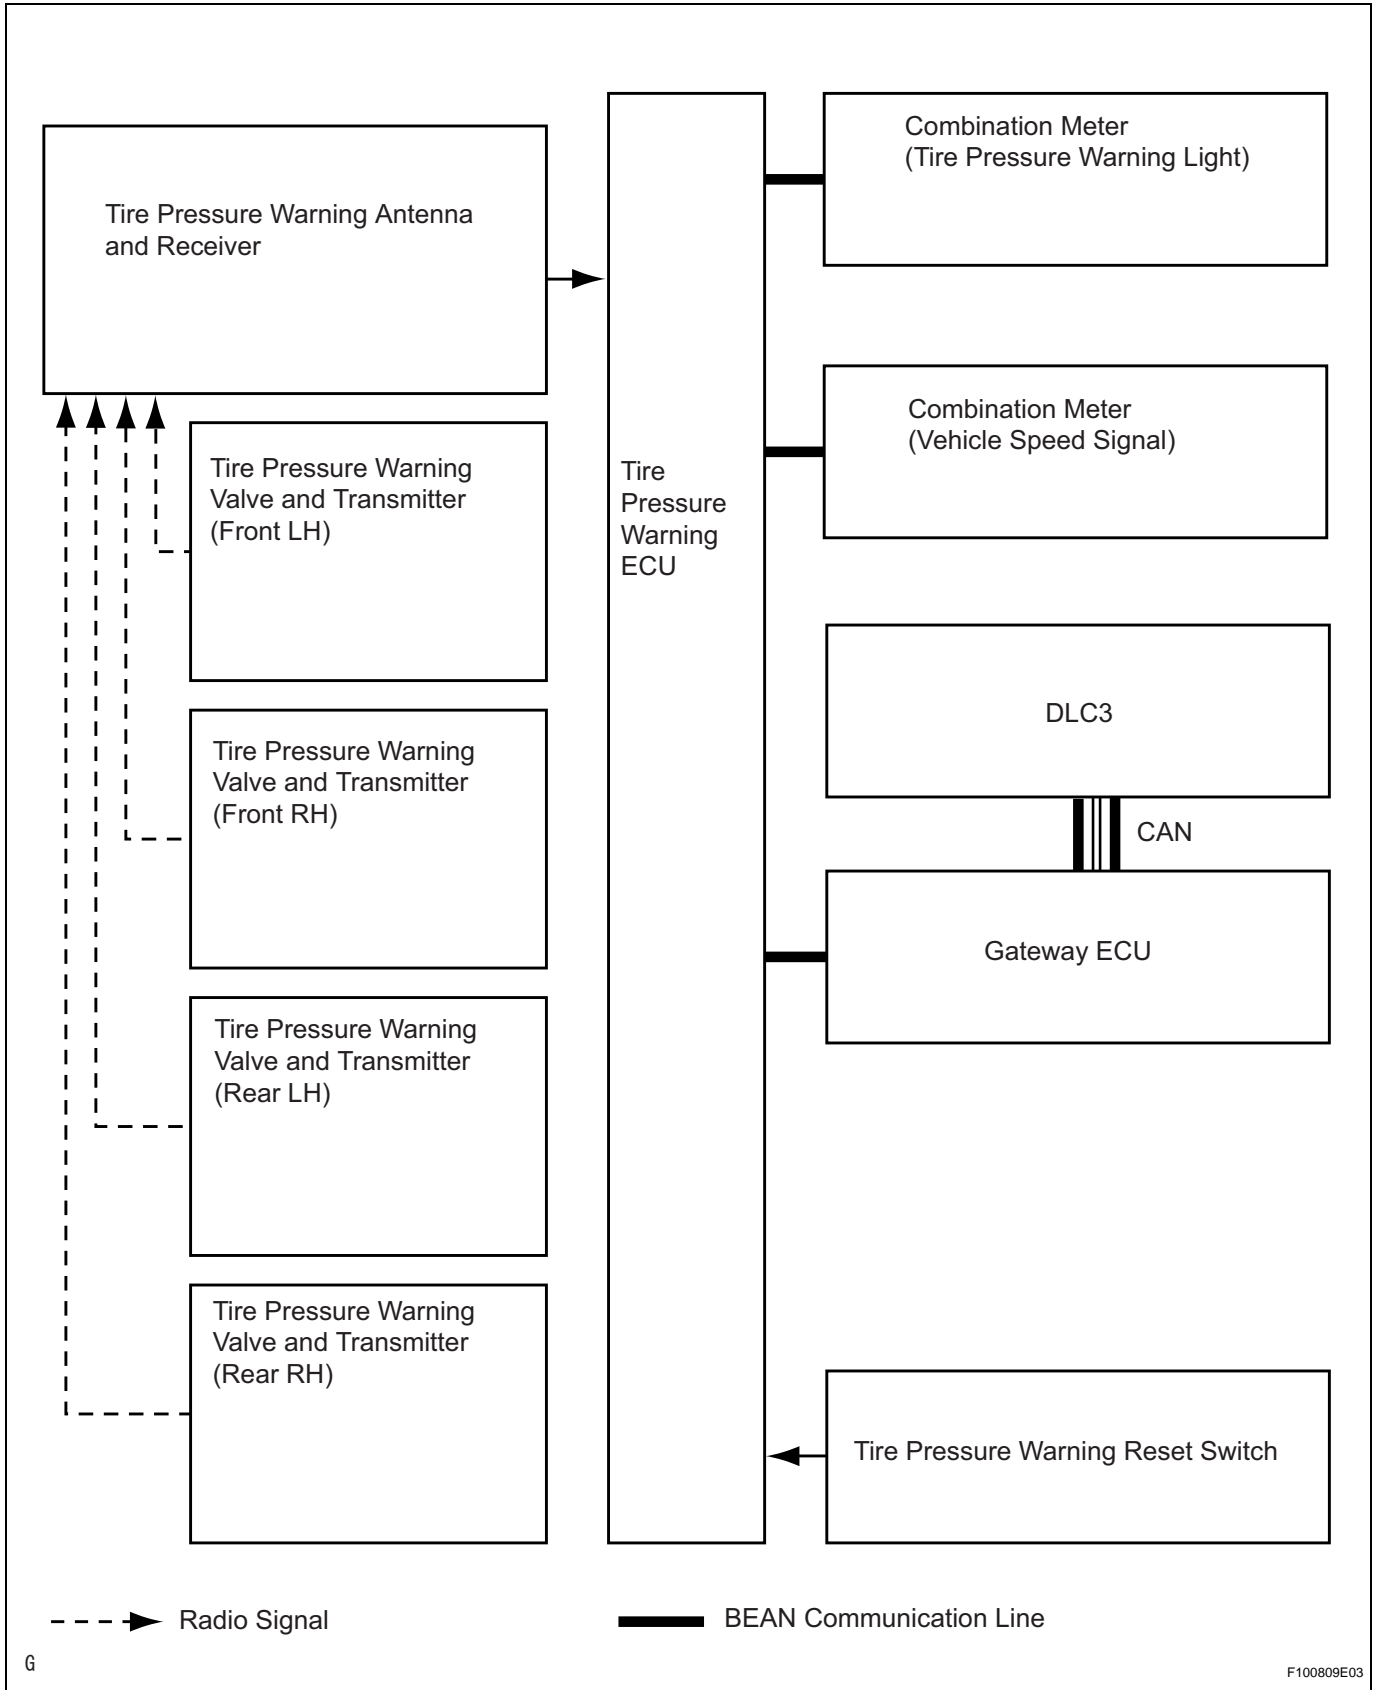 Tire Pressure Warning Antenna
and Receiver
Tire Pressure Warning
Valve and Transmitter
(Front LH)
Tire Pressure Warning
Valve and Transmitter
(Front RH)
Tire Pressure Warning
Valve and Transmitter
(Rear LH)
Tire Pressure Warning
Valve and Transmitter
(Rear RH)
Tire
Pressure
Warning
ECU
Combination Meter
(Tire Pressure Warning Light)
Combination Meter
(Vehicle Speed Signal)
DLC3
CAN
Gateway ECU
Tire Pressure Warning Reset Switch
Radio Signal
BEAN Communication Line
G
F100809E03